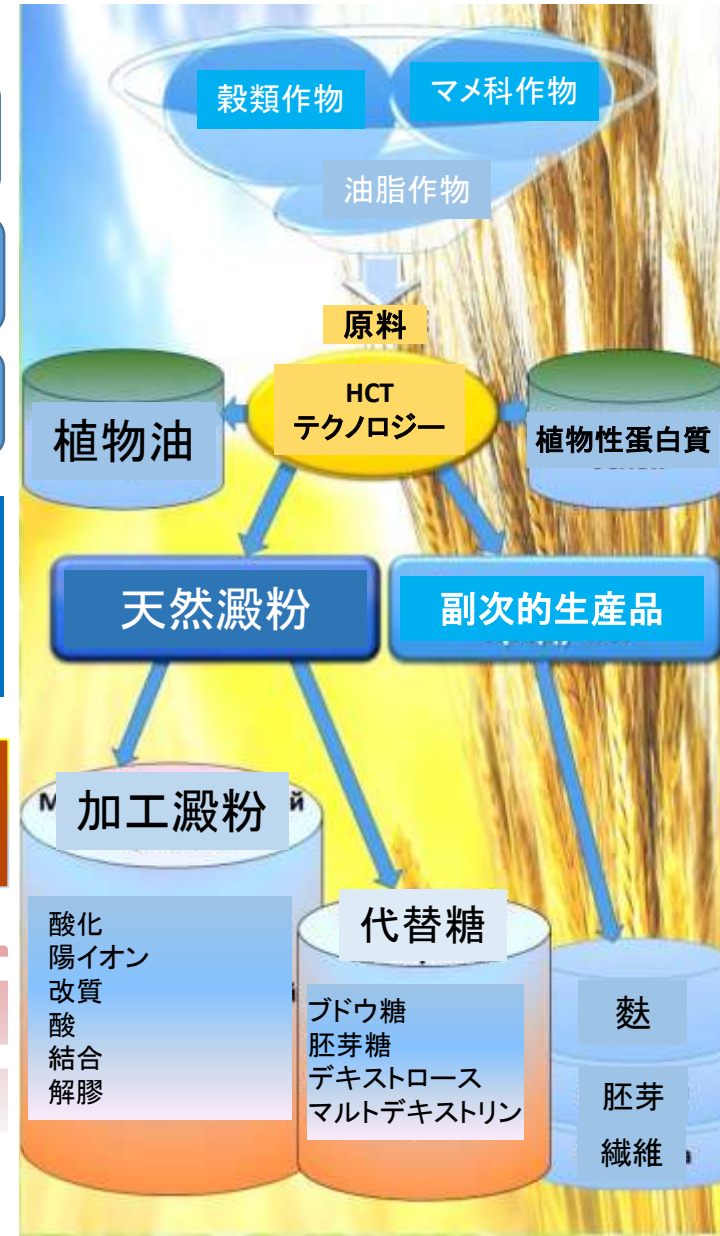 穀類作物
マメ科作物
油脂作物
原料
HCT
テクノロジー
植物油
植物性蛋白質
天然澱粉
副次的生産品
加工澱粉
酸化
陽イオン
改質
酸
結合
解膠
代替糖
ブドウ糖
胚芽糖
デキストロース
マルトデキストリン
麩
胚芽
繊維